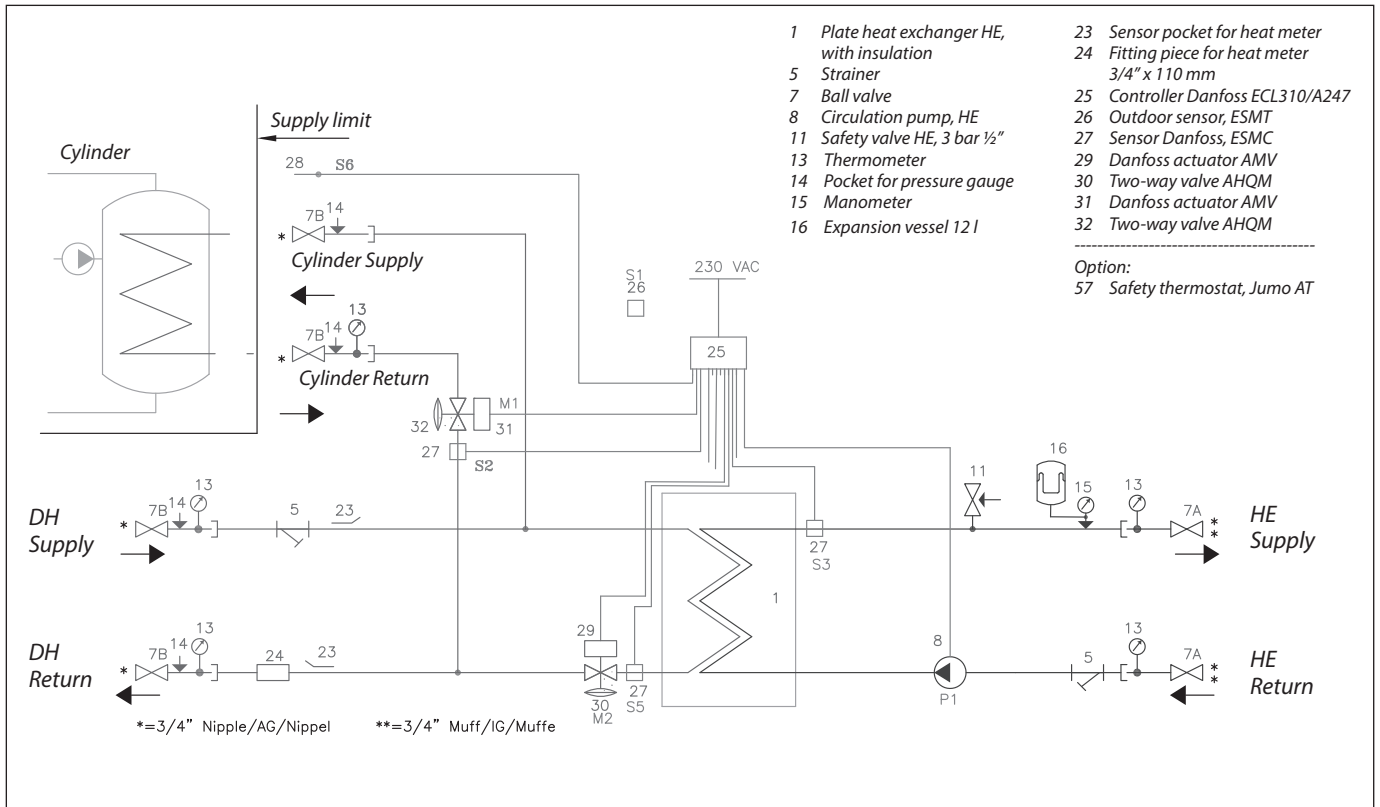 1 Plate heat exchanger HE,
with insulation
5 Strainer
7 Ball valve
8 Circulation pump, HE
11 Safety valve HE, 3 bar ½”
13 Thermometer
14 Pocket for pressure gauge
15 Manometer
16 Expansion vessel 12 l
23 Sensor pocket for heat meter
24 Fitting piece for heat meter
3/4” x 110 mm
25 Controller Danfoss ECL310/A247
26 Outdoor sensor, ESMT
27 Sensor Danfoss, ESMC
29 Danfoss actuator AMV
30 Two-way valve AHQM
31 Danfoss actuator AMV
32 Two-way valve AHQM
Option:
57 Safety thermostat, Jumo AT
Supply limit
Cylinder
28 S6
7B 14
*
Cylinder Supply
S1
26
230 VAC
25
13
7B 14
*
Cylinder Return
32 M1
31
27 S2
DH
Supply
* 7B 14 13 5 23
1
27
S3
11 16 15 13 7A
**
HE
Supply
DH
Return
* 7B 14 13 24 23
29
30
M2
27
S5
8
P1
5 13 7A
**
HE
Return
*=3/4” Nipple/AG/Nippel
**=3/4” Muff/IG/Muffe